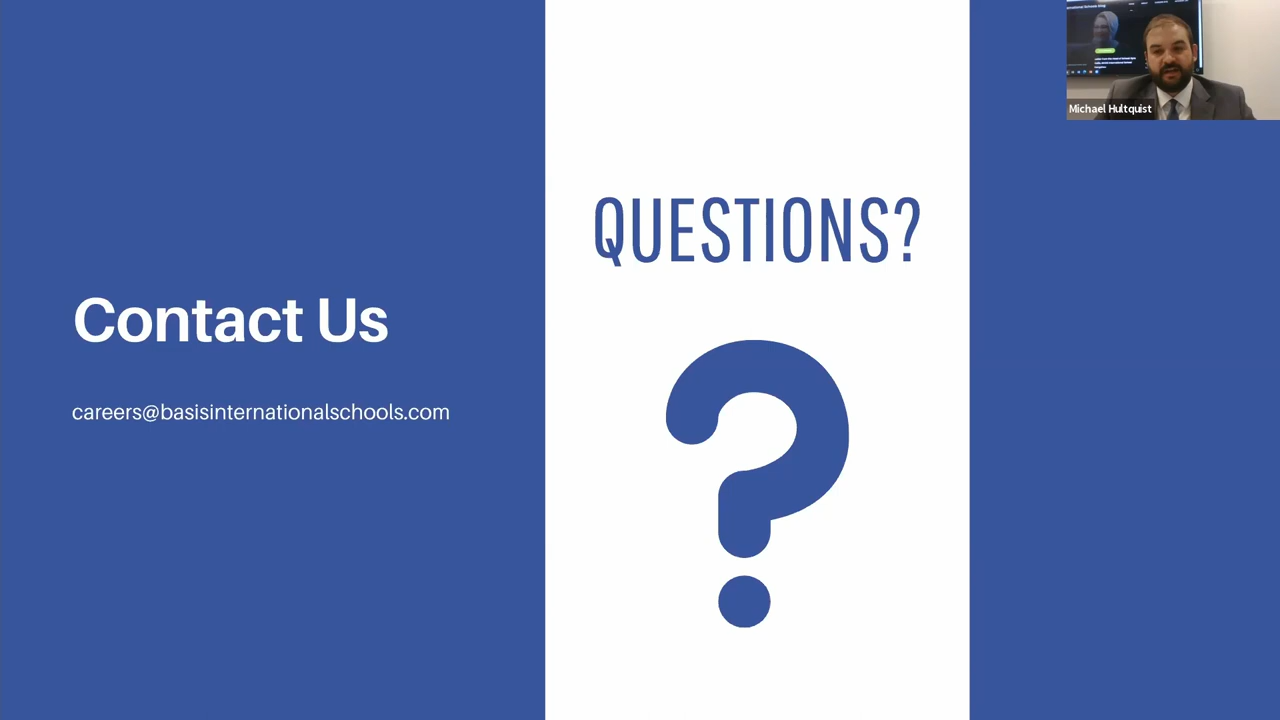 Contact Us
careers@basisinternationalschools.com
QUESTIONS?
?
Michael Hultquist